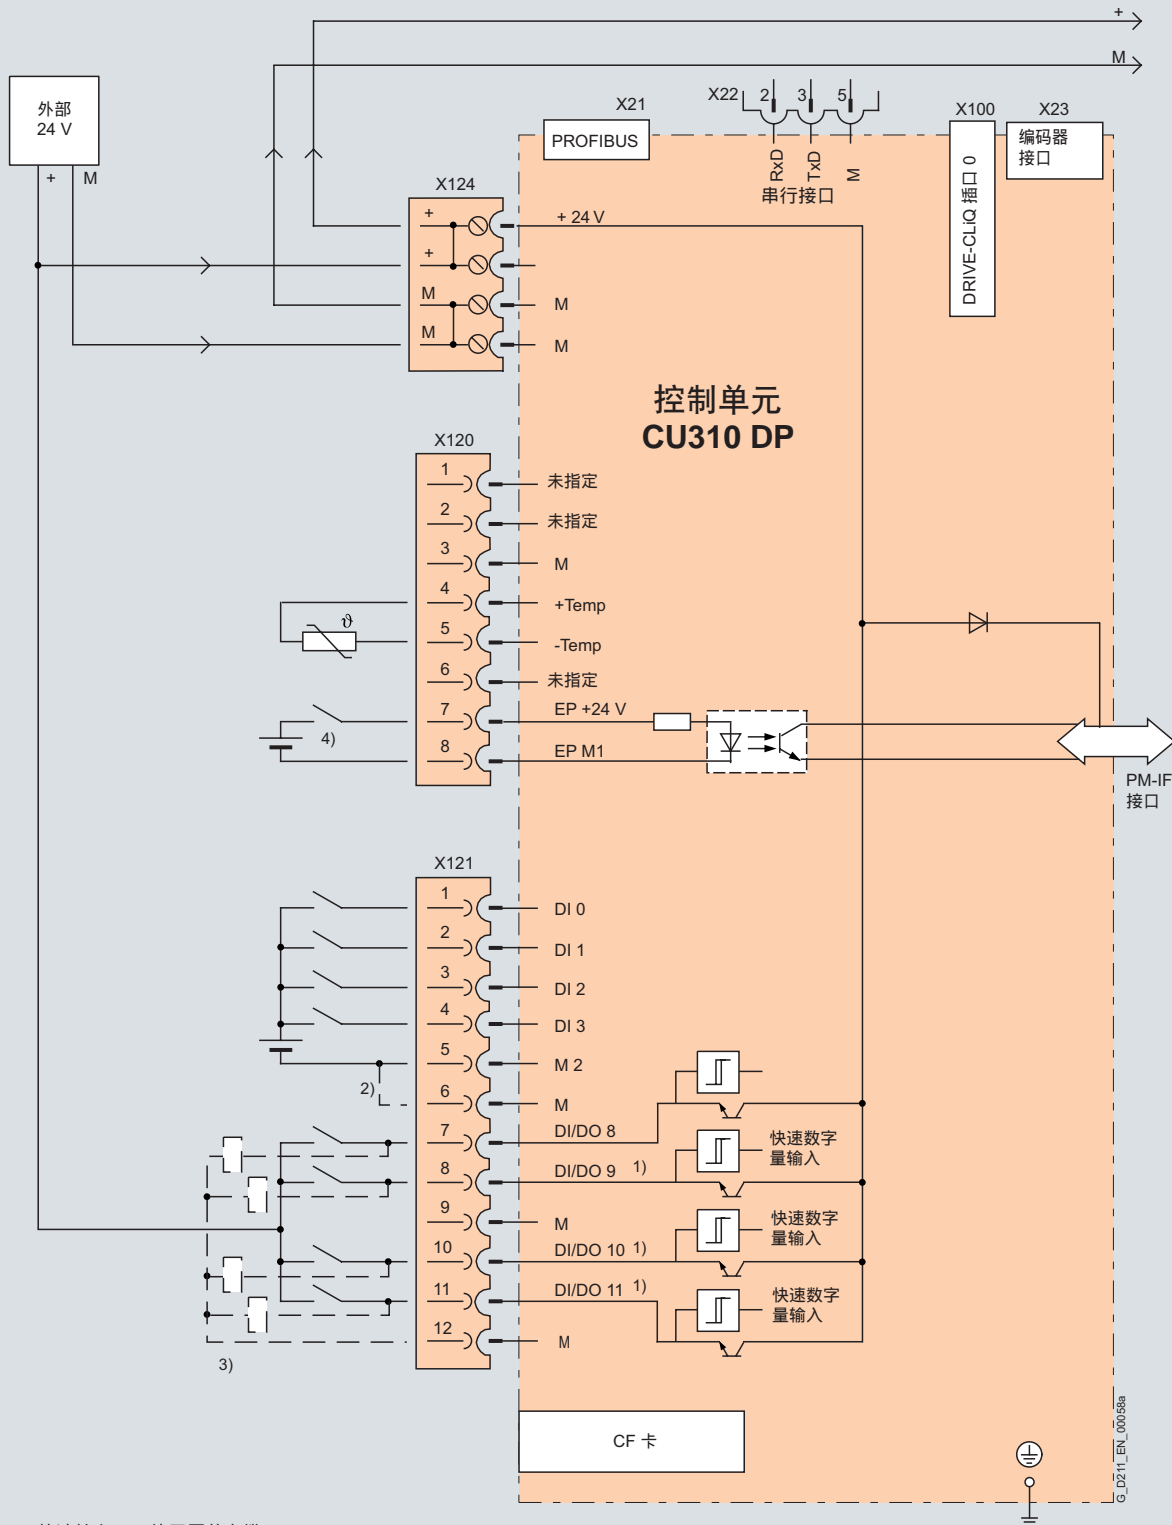 +
M
外部
24 V
+ M
X21
PROFIBUS
X22 2 3 5
RxD
TxD
M
串行接口
X100
DRIVE-CLiQ 插口 0
X23
编码器
接口
X124
+
+ 24 V
+
M
M
M
M
控制单元
CU310 DP
X120
1 未指定
2 未指定
3 M
4 +Temp
ϑ
5 -Temp
6 未指定
7 EP +24 V
4)
8 EP M1
PM-IF
接口
X121
1 DI 0
2 DI 1
3 DI 2
4 DI 3
5 M 2
2)
6 M
7 DI/DO 8
快速数字
量输入
8 DI/DO 9 1)
9 M
快速数字
量输入
10 DI/DO 10 1)
11 DI/DO 11 1)
快速数字
量输入
12 M
3)
CF 卡
G_D211_EN_00058a